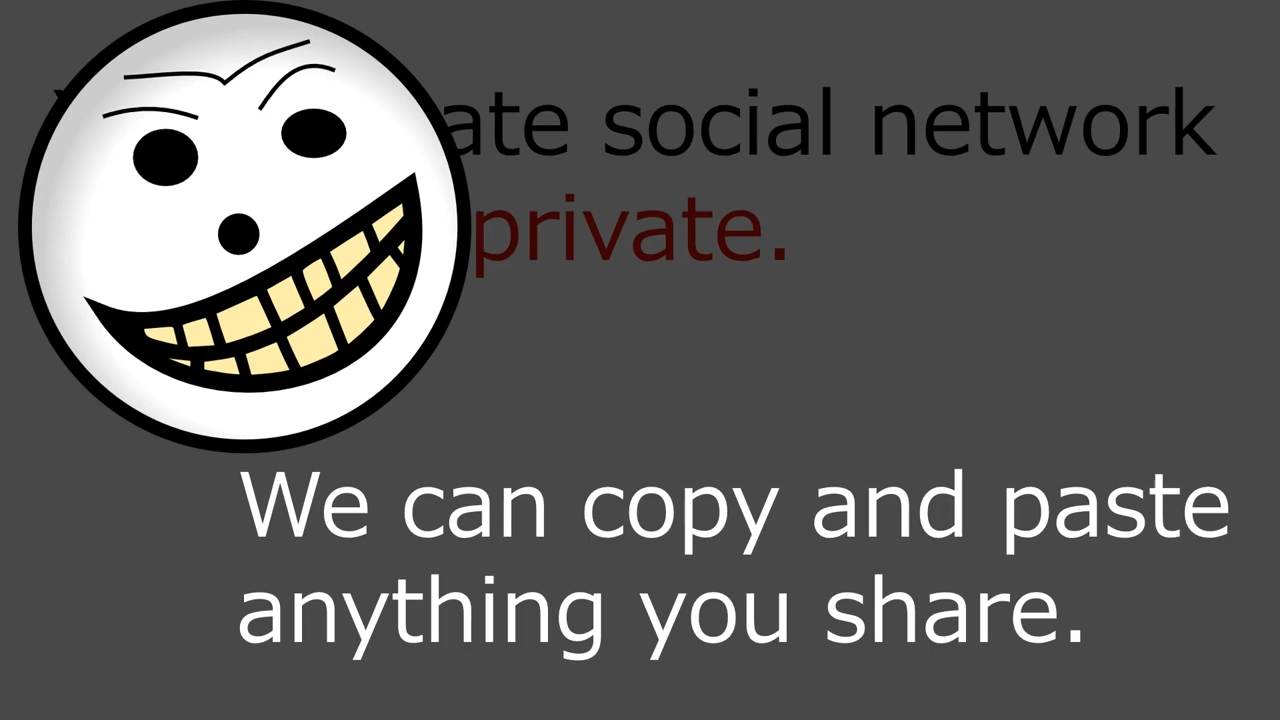 ate social network
private.
We can copy and paste
anything you share.